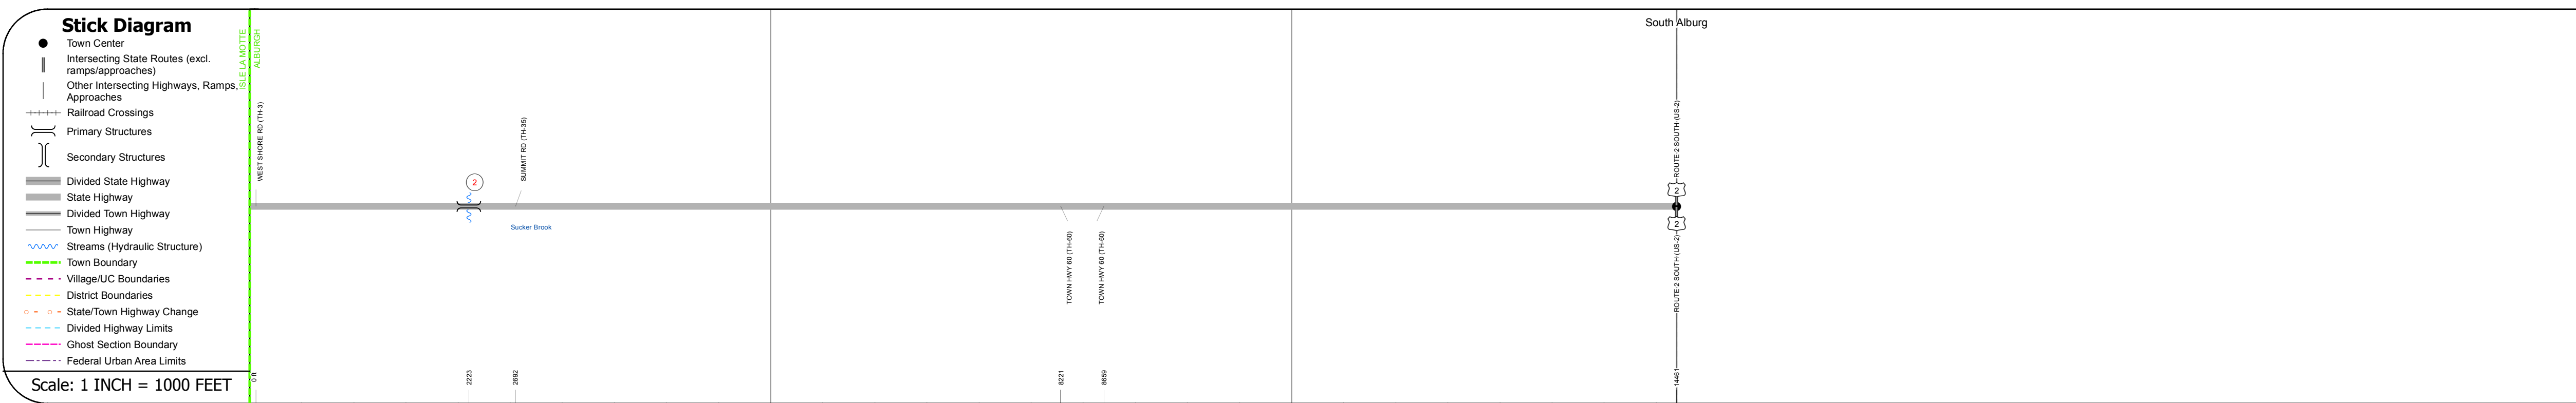 Stick Diagram
Town Center
Intersecting State Routes (excl.
ramps/approaches)
Other Intersecting Highways, Ramps,
Approaches
Railroad Crossings
Primary Structures
Secondary Structures
Divided State Highway
State Highway
Divided Town Highway
Town Highway
Streams (Hydraulic Structure)
Town Boundary
Village/UC Boundaries
District Boundaries
State/Town Highway Change
Divided Highway Limits
Ghost Section Boundary
Federal Urban Area Limits
Scale: 1 INCH = 1000 FEET
ISLE LA MOTTE
ALBURGH
WEST SHORE RD (TH-3)
2
SUMMIT RD (TH-35)
Sucker Brook
TOWN HWY 60 (TH-60)
TOWN HWY 60 (TH-60)
South Alburg
ROUTE 2 SOUTH (US-2)
2
2
ROUTE 2 SOUTH (US-2)
0 ft
2223
2692
8221
8659
14461